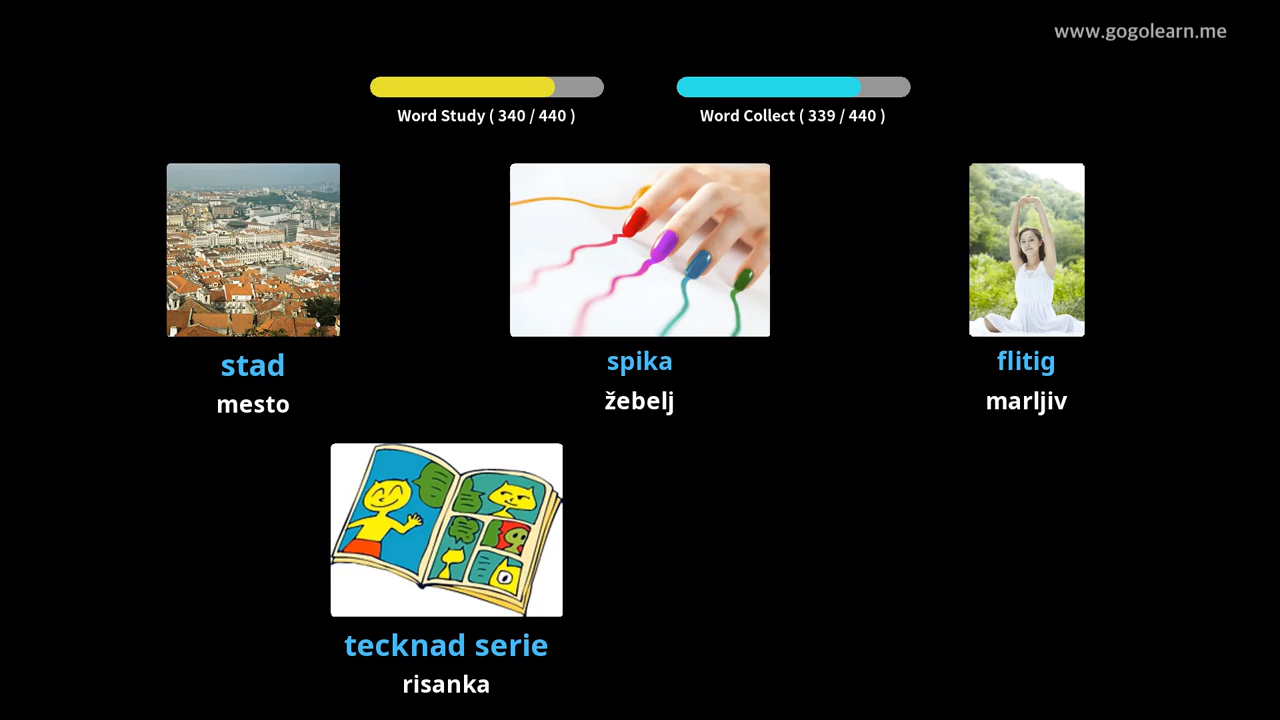 www.gogolearn.me
Word Study ( 340 / 440 )
Word Collect ( 339 / 440 )
stad
mesto
spika
žebelj
flitig
marljiv
tecknad serie
risanka